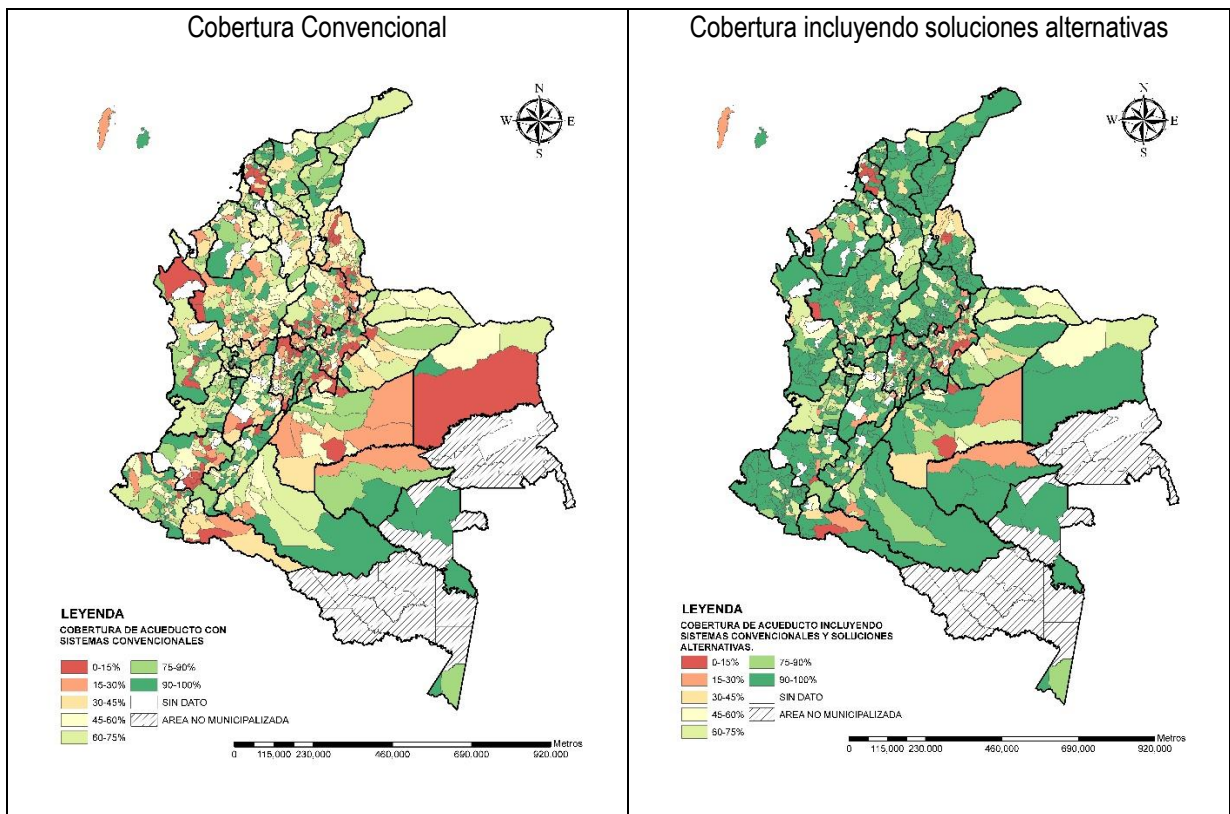 Cobertura Convencional
N
W E
S
LEYENDA
COBERTURA DE ACUEDUCTO CON
SISTEMAS CONVENCIONALES
0-15% 75-90%
15-30% 90-100%
30-45% SIN DATO
45-60% AREA NO MUNICIPALIZADA
60-75%
Metros
0 115,000 230,000 460,000 690,000 920,000
Cobertura incluyendo soluciones alternativas
N
W E
S
LEYENDA
COBERTURA DE ACUEDUCTO INCLUYENDO
SISTEMAS CONVENCIONALES Y SOLUCIONES
ALTERNATIVAS.
0-15% 75-90%
15-30% 90-100%
30-45% SIN DATO
45-60% AREA NO MUNICIPALIZADA
60-75%
Metros
0 115,000 230,000 460,000 690,000 920,000